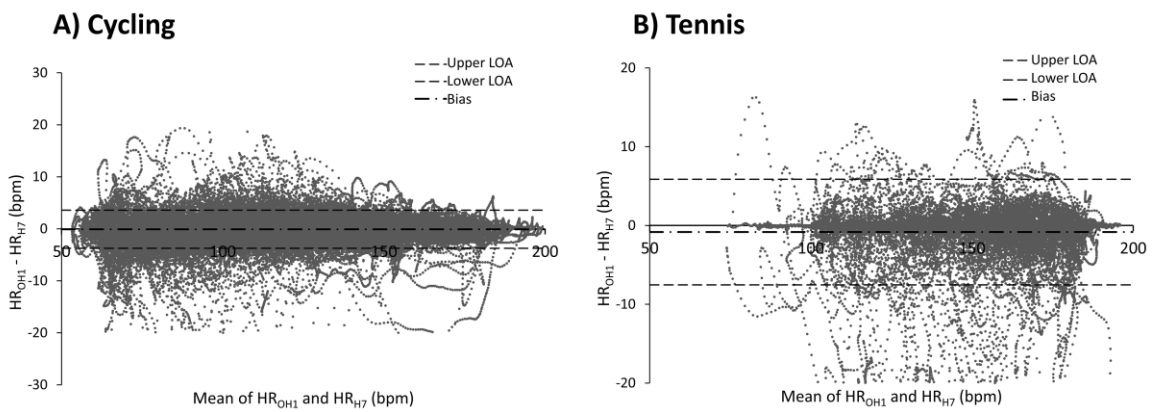 A) Cycling
Upper LOA
Lower LOA
Bias
30
20
10
0
-10
-20
-30
50
100
150
200
HR_OH1 - HR_H7 (bpm)
Mean of HR_OH1 and HR_H7 (bpm)
B) Tennis
Upper LOA
Lower LOA
Bias
20
10
0
-10
-20
50
100
150
200
HR_OH1 - HR_H7 (bpm)
Mean of HR_OH1 and HR_H7 (bpm)